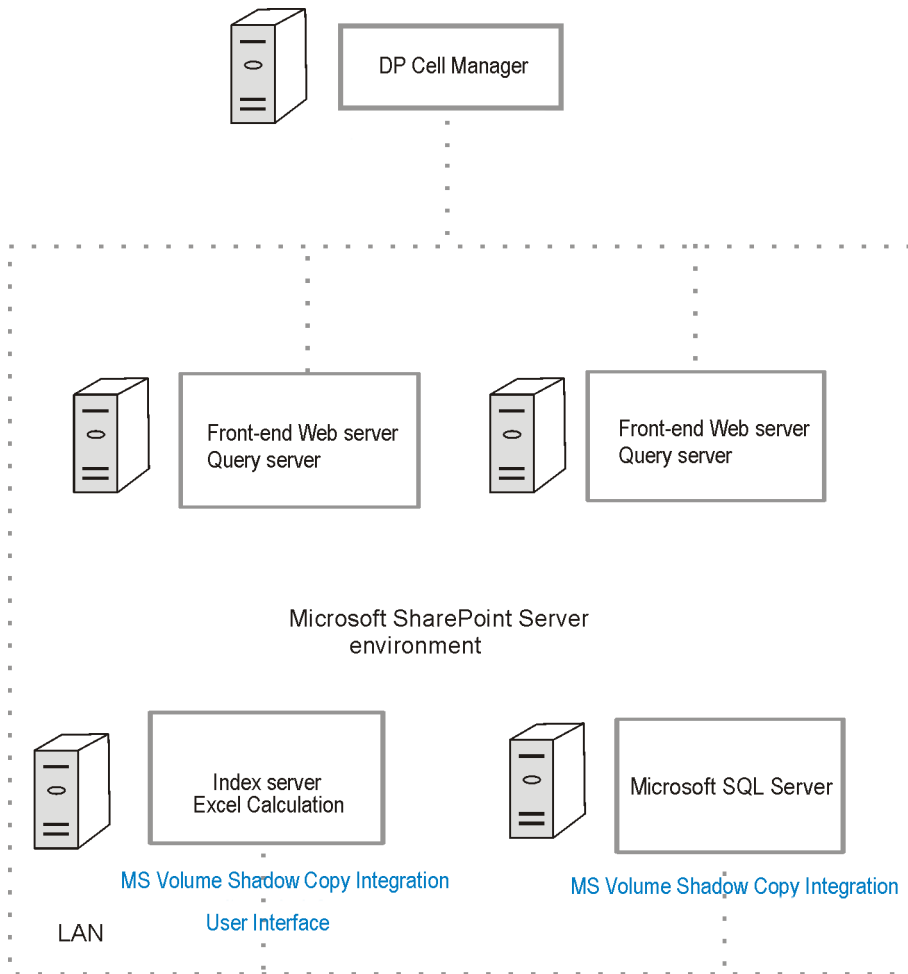 DP Cell Manager
Front-end Web server
Query server
Front-end Web server
Query server
Microsoft SharePoint Server
environment
Index server
Excel Calculation
Microsoft SQL Server
MS Volume Shadow Copy Integration
MS Volume Shadow Copy Integration
User Interface
LAN